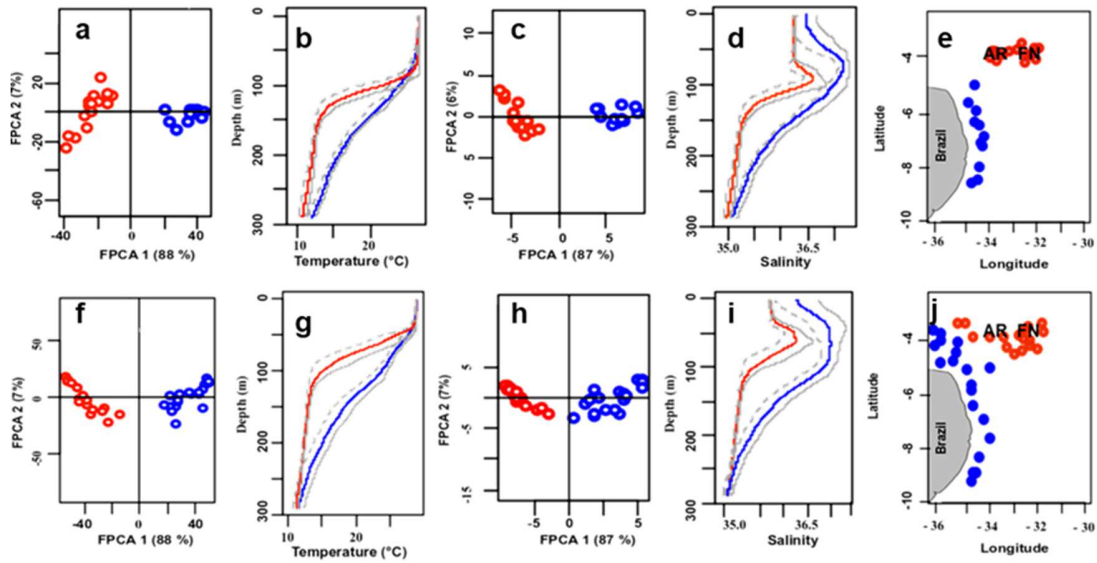 a
FPCA 2 (7%)
20
-20
-60
-40 0 40
FPCA 1 (88 %)
b
Depth (m)
0
100
200
300
10 20
Temperature (°C)
c
FPCA 2 (6%)
10
5
0
5
-10
-5 0 5
FPCA 1 (87 %)
d
Depth (m)
0
100
200
300
35.0 36.5
Salinity
e
AR FN
Brazil
Latitude
-4
-6
-8
-10
-36 -34 -32 -30
Longitude
f
FPCA 2 (7%)
50
0
-50
-40 0 40
FPCA 1 (88 %)
g
Depth (m)
0
100
200
300
10 20
Temperature (°C)
h
FPCA 2 (7%)
5
0
-5
-15
-5 0 5
FPCA 1 (87 %)
i
Depth (m)
0
100
200
300
35.0 36.5
Salinity
j
AR FN
Brazil
Latitude
-4
-6
-8
-10
-36 -34 -32 -30
Longitude